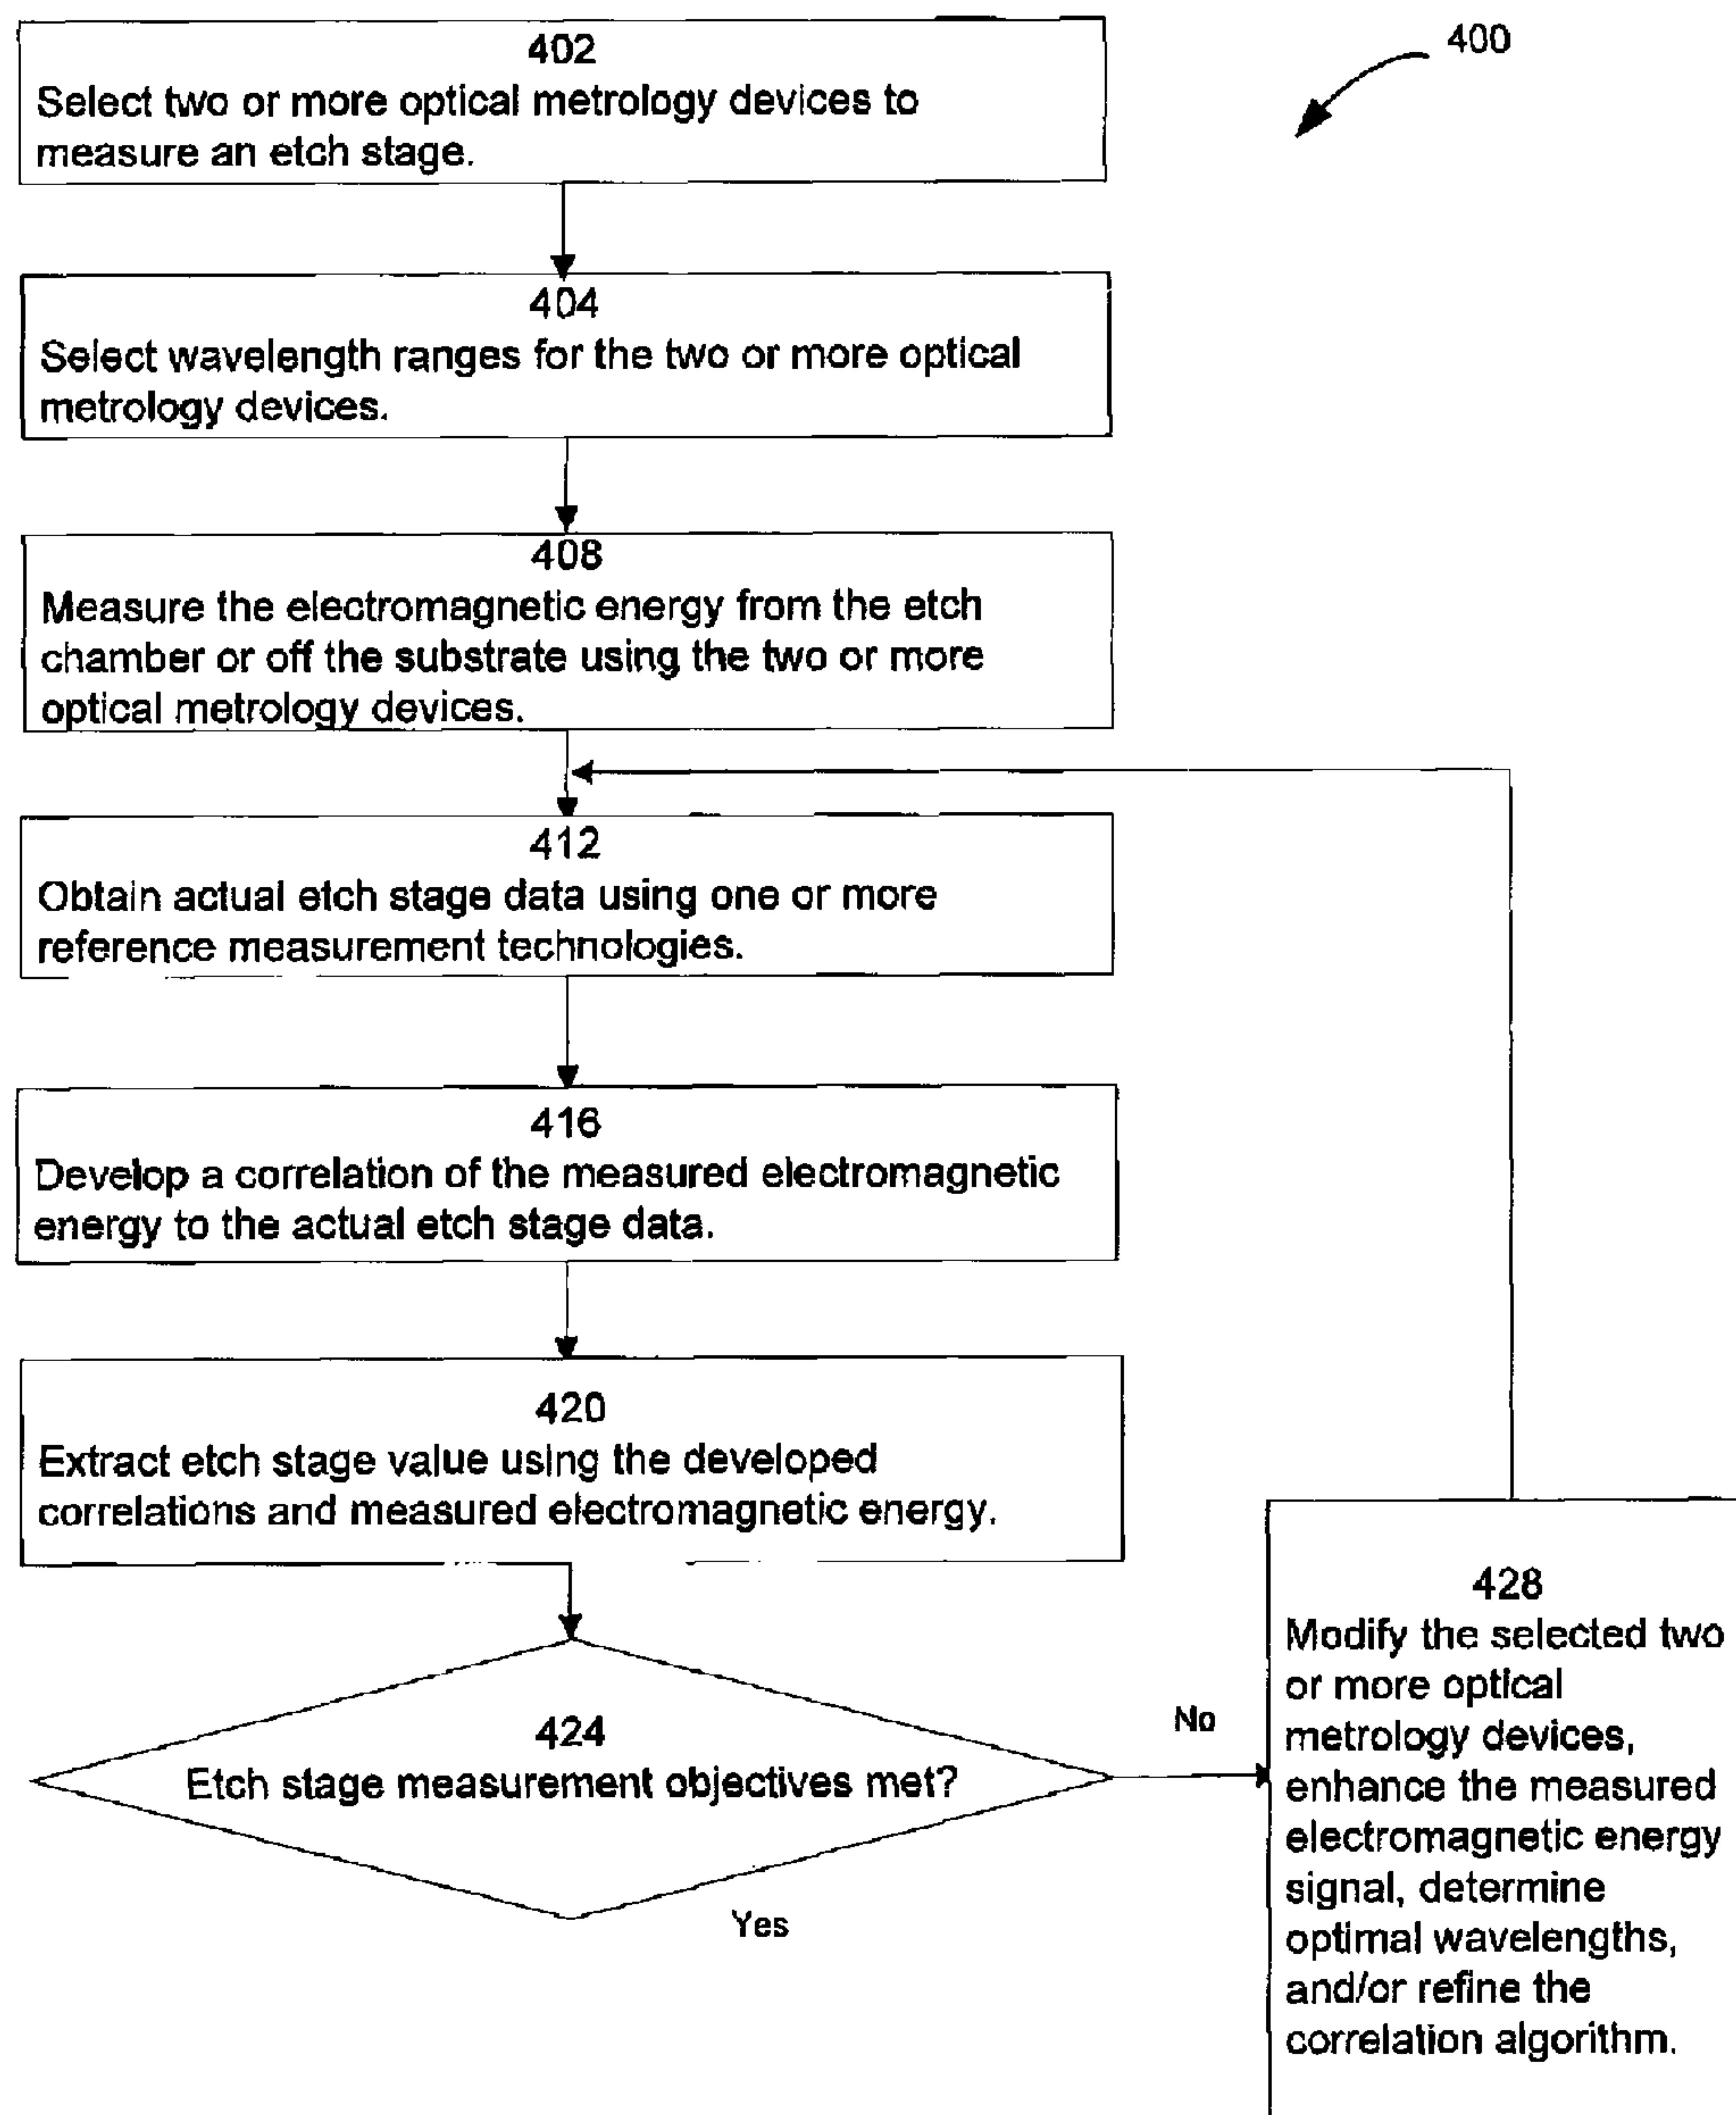 400
402
Select two or more optical metrology devices to
measure an etch stage.
404
Select wavelength ranges for the two or more optical
metrology devices.
408
Measure the electromagnetic energy from the etch
chamber or off the substrate using the two or more
optical metrology devices.
412
Obtain actual etch stage data using one or more
reference measurement technologies.
416
Develop a correlation of the measured electromagnetic
energy to the actual etch stage data.
420
Extract etch stage value using the developed
correlations and measured electromagnetic energy.
424
Etch stage measurement objectives met?
No
Yes
428
Modify the selected two
or more optical
metrology devices,
enhance the measured
electromagnetic energy
signal, determine
optimal wavelengths,
and/or refine the
correlation algorithm.